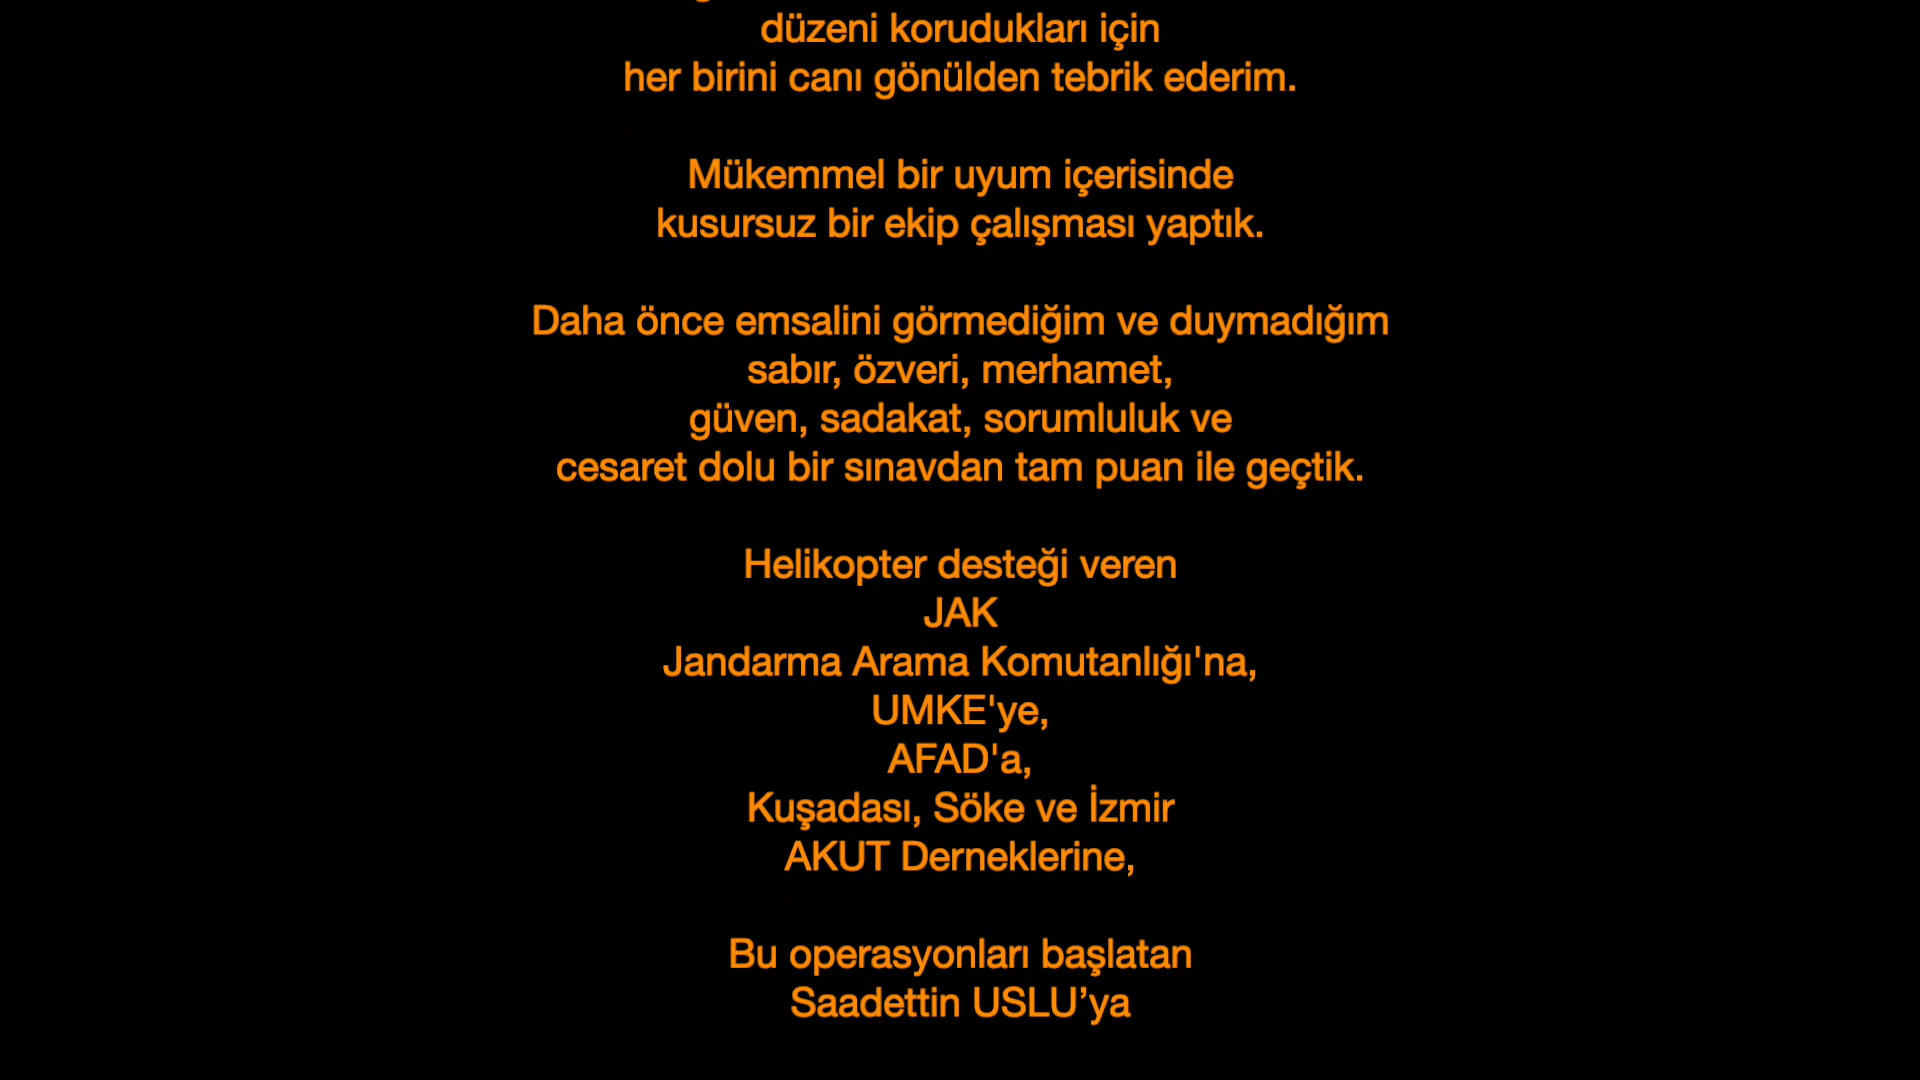 düzeni korudukları için
her birini canı gönülden tebrik ederim.
Mükemmel bir uyum içerisinde
kusursuz bir ekip çalışması yaptık.
Daha önce emsalini görmediğim ve duymadığım
sabır, özveri, merhamet,
güven, sadakat, sorumluluk ve
cesaret dolu bir sınavdan tam puan ile geçtik.
Helikopter desteği veren
JAK
Jandarma Arama Komutanlığı'na,
UMKE'ye,
AFAD'a,
Kuşadası, Söke ve İzmir
AKUT Derneklerine,
Bu operasyonları başlatan
Saadettin USLU’ya